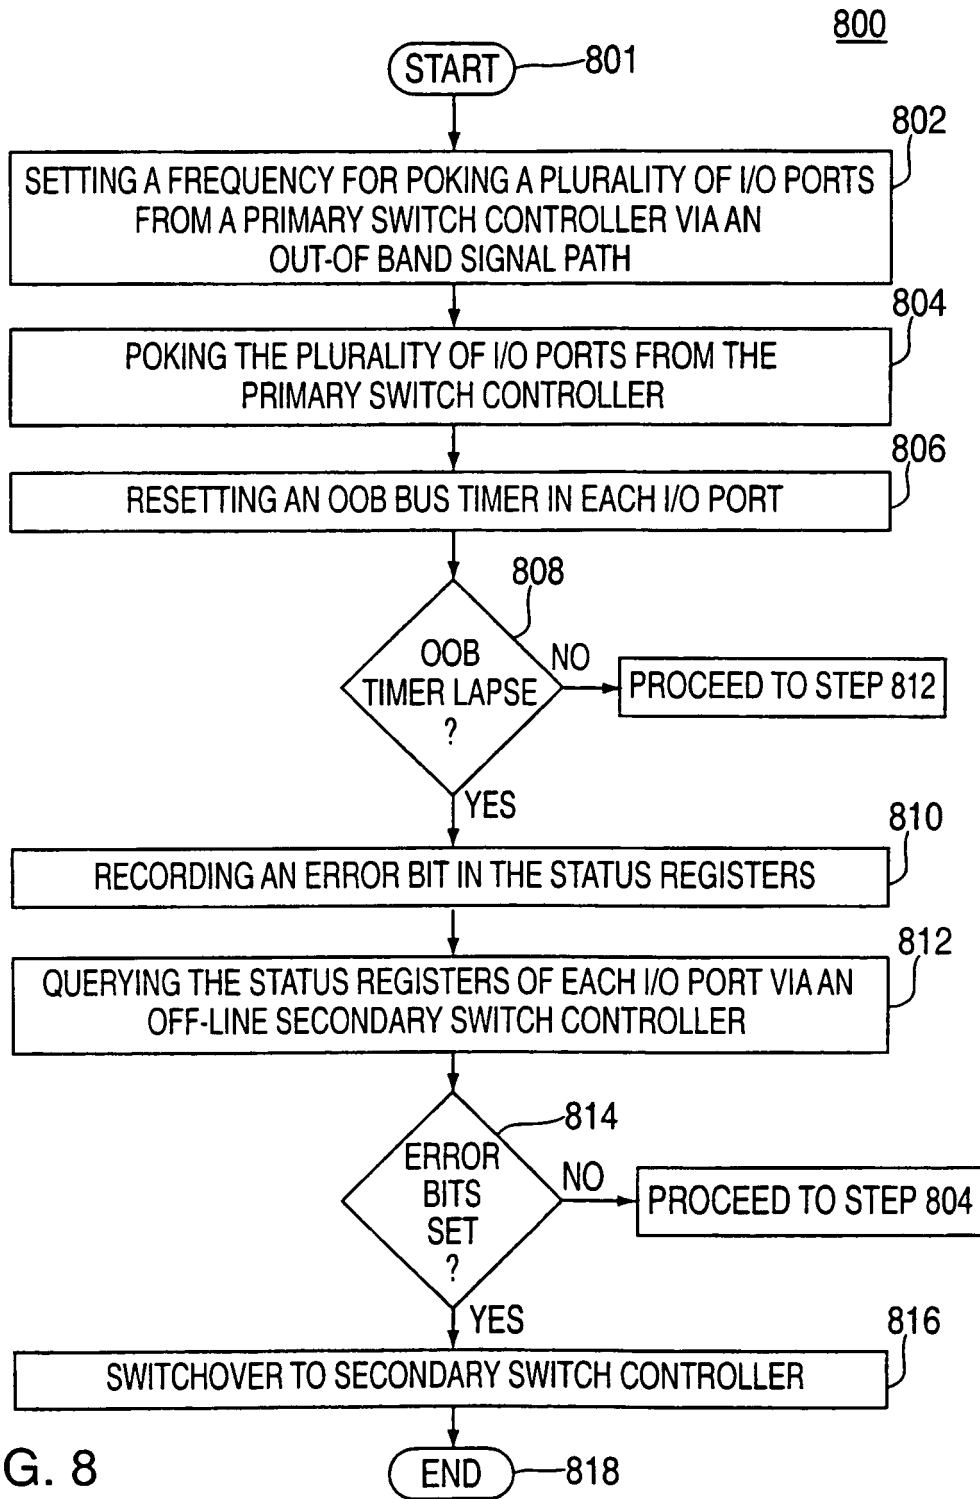 800
START
801
802
SETTING A FREQUENCY FOR POKING A PLURALITY OF I/O PORTS
FROM A PRIMARY SWITCH CONTROLLER VIA AN
OUT-OF BAND SIGNAL PATH
804
POKING THE PLURALITY OF I/O PORTS FROM THE
PRIMARY SWITCH CONTROLLER
806
RESETTING AN OOB BUS TIMER IN EACH I/O PORT
808
OOB
TIMER LAPSE
?
NO
PROCEED TO STEP 812
YES
810
RECORDING AN ERROR BIT IN THE STATUS REGISTERS
812
QUERYING THE STATUS REGISTERS OF EACH I/O PORT VIA AN
OFF-LINE SECONDARY SWITCH CONTROLLER
814
ERROR
BITS
SET
?
NO
PROCEED TO STEP 804
YES
816
SWITCHOVER TO SECONDARY SWITCH CONTROLLER
G. 8
END
818